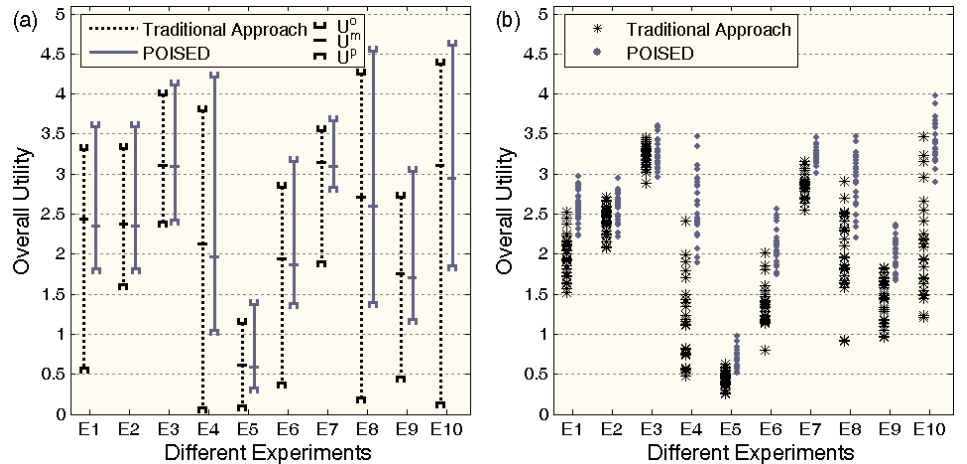 (a)
5
4.5
4
3.5
3
2.5
2
1.5
1
0.5
0
Overall Utility
Traditional Approach
POISED
U^o
U^m
U^p
E1 E2 E3 E4 E5 E6 E7 E8 E9 E10
Different Experiments
(b)
5
4.5
4
3.5
3
2.5
2
1.5
1
0.5
0
Overall Utility
Traditional Approach
POISED
E1 E2 E3 E4 E5 E6 E7 E8 E9 E10
Different Experiments